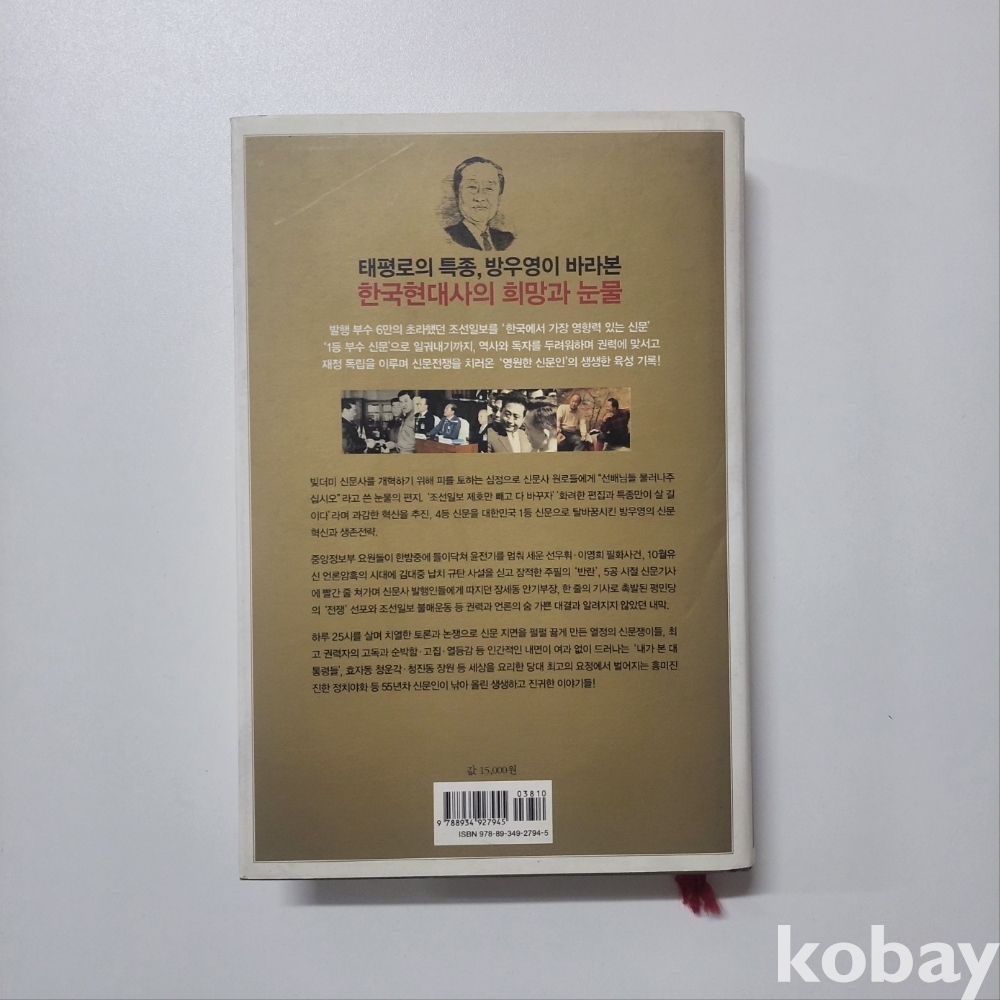 태평로의 특종, 방우영이 바라본
한국현대사의 희망과 눈물
발행 부수 6만의 초라했던 조선일보를 '한국에서 가장 영향력 있는 신문'
'1등 부수 신문'으로 일궈내기까지, 역사와 독자를 두려워하며 권력에 맞서고
재정 독립을 이루며 신문전쟁을 치러온 '영원한 신문인'의 생생한 육성 기록!
빚더미 신문사를 개혁하기 위해 피를 토하는 심정으로 신문사 원로들에게 "선배님들 물러나주
십시오"라고 쓴 눈물의 편지, '조선일보 제호만 빼고 다 바꾸자' '화려한 편집과 특종만이 살 길
이다'라며 과감한 혁신을 추진, 4등 신문을 대한민국 1등 신문으로 탈바꿈시킨 방우영의 신문
혁신과 생존전략.
중앙정보부 요원들이 한밤중에 들이닥쳐 윤전기를 멈춰 세운 선우휘·이영희 필화사건, 10월유
신 언론암흑의 시대에 김대중 납치 규탄 사설을 싣고 잠적한 주필의 '반란', 5공 시절 신문기사
에 빨간 줄 쳐가며 신문사 발행인들에게 따지던 장세동 안기부장, 한 줄의 기사로 촉발된 평민당
의 '전쟁' 선포와 조선일보 불매운동 등 권력과 언론의 숨 가쁜 대결과 알려지지 않았던 내막.
하루 25시를 살며 치열한 토론과 논쟁으로 신문 지면을 펄펄 끓게 만든 열정의 신문쟁이들, 최
고 권력자의 고독과 순박함·고집·열등감 등 인간적인 내면이 여과 없이 드러나는 '내가 본 대
통령들', 효자동 청운각·청진동 장원 등 세상을 요리한 당대 최고의 요정에서 벌어지는 흥미진
진한 정치야화 등 55년차 신문인이 낚아 올린 생생하고 진귀한 이야기들!
값 15,000원
03810
9 788934 927945
ISBN 978-89-349-2794-5
kobay